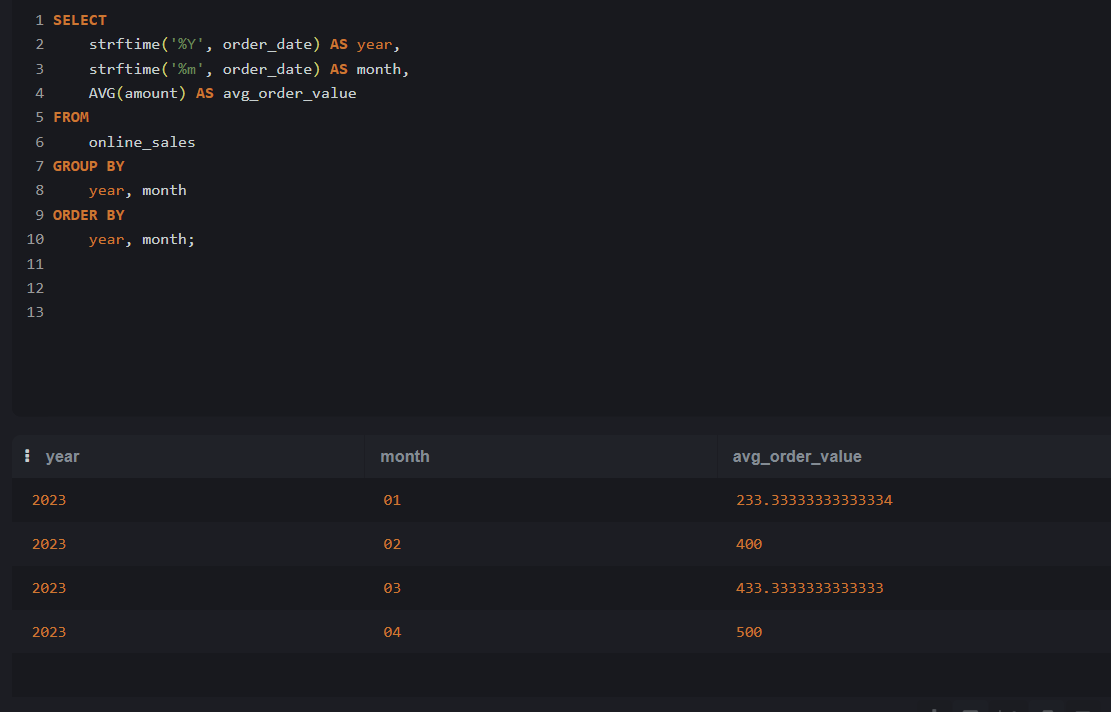 1 SELECT
2     strftime('%Y', order_date) AS year,
3     strftime('%m', order_date) AS month,
4     AVG(amount) AS avg_order_value
5 FROM
6     online_sales
7 GROUP BY
8     year, month
9 ORDER BY
10     year, month;
11
12
13
year month avg_order_value
2023 01 233.33333333333334
2023 02 400
2023 03 433.3333333333333
2023 04 500